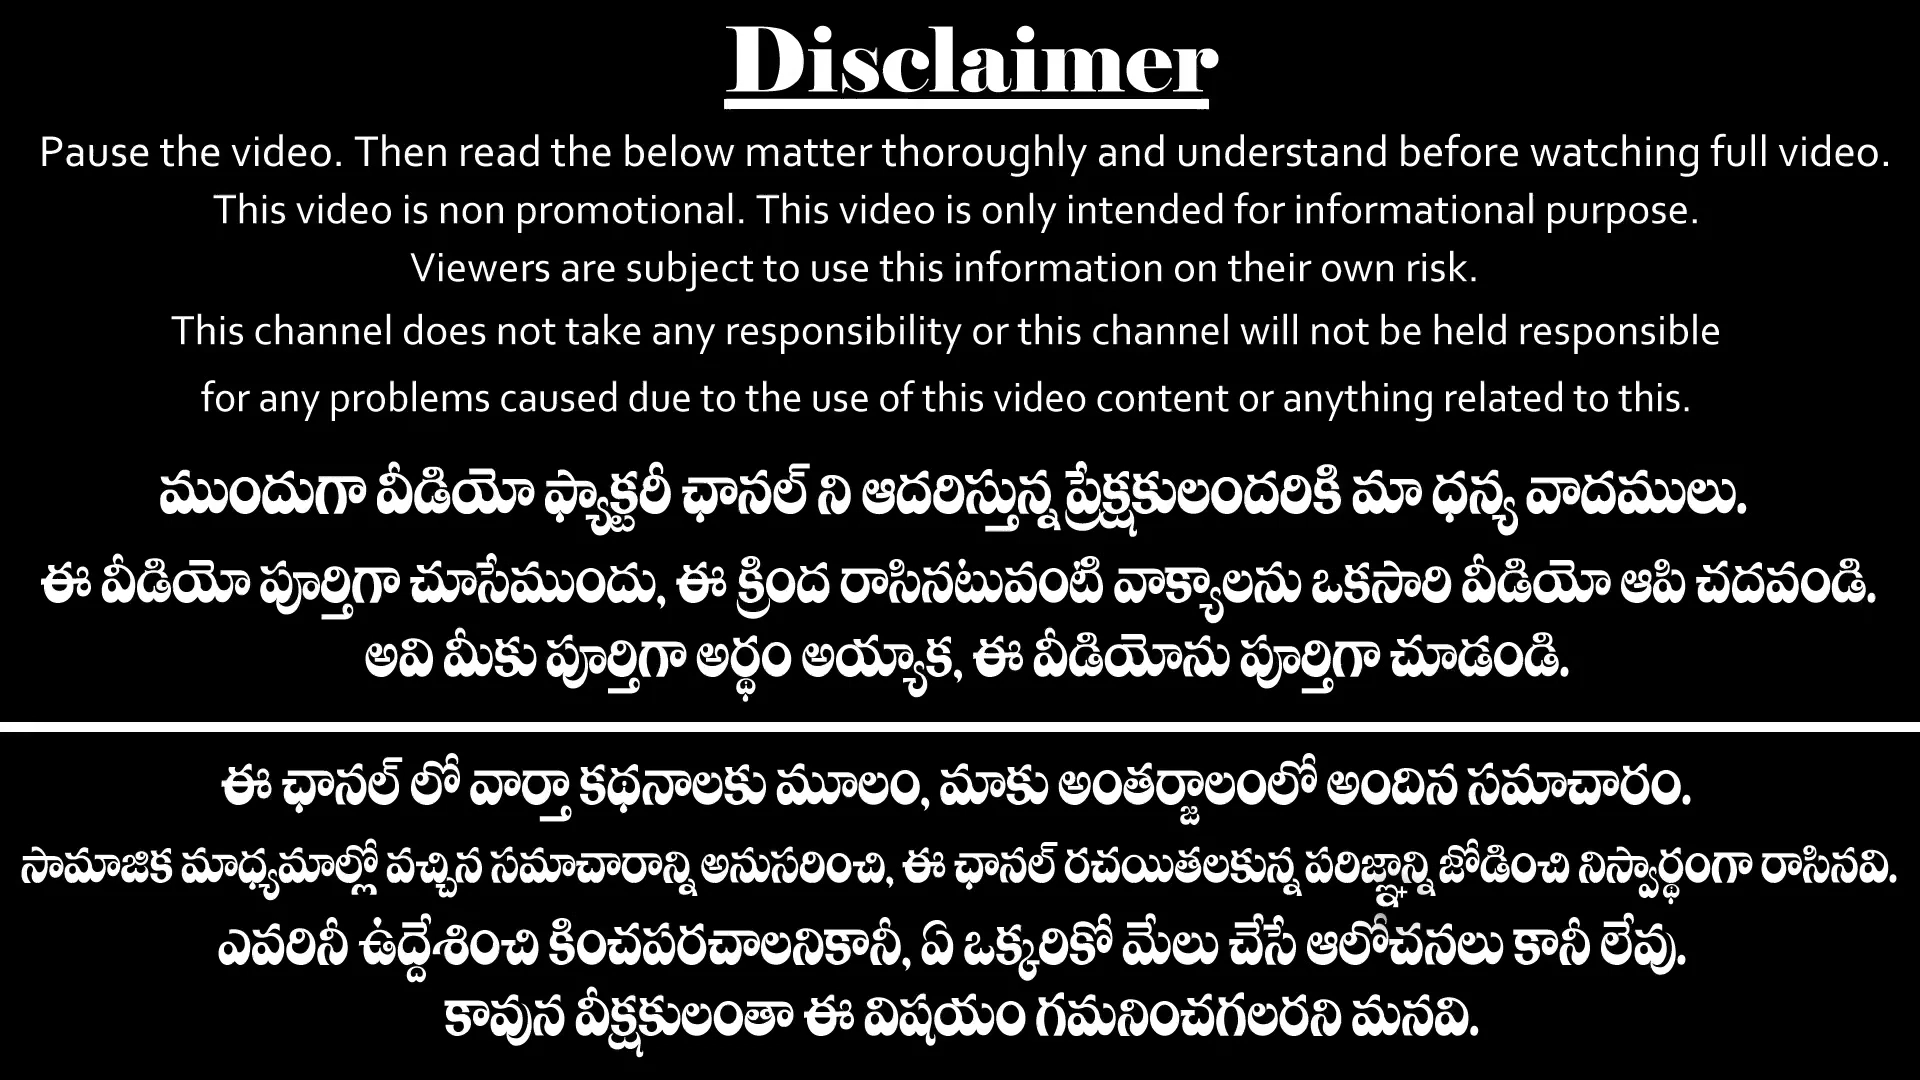 Disclaimer
Pause the video. Then read the below matter thoroughly and understand before watching full video.
This video is non promotional. This video is only intended for informational purpose.
Viewers are subject to use this information on their own risk.
This channel does not take any responsibility or this channel will not be held responsible
for any problems caused due to the use of this video content or anything related to this.
ముందుగా వీడియో ఫ్యాక్టరీ ఛానల్ ని ఆదరిస్తున్న ప్రేక్షకులందరికి మా ధన్య వాదములు.
ఈ వీడియో పూర్తిగా చూసేముందు, ఈ క్రింద రాసినటువంటి వాక్యాలను ఒకసారి వీడియో ఆపి చదవండి.
అవి మీకు పూర్తిగా అర్థం అయ్యాక, ఈ వీడియోను పూర్తిగా చూడండి.
ఈ ఛానల్ లో వార్తా కథనాలకు మూలం, మాకు అంతర్జాలంలో అందిన సమాచారం.
సామాజిక మాధ్యమాల్లో వచ్చిన సమాచారాన్ని అనుసరించి, ఈ ఛానల్ రచయితలకున్న పరిజ్ఞాన్ని జోడించి నిస్వార్థంగా రాసినవి.
ఎవరినీ ఉద్దేశించి కించపరచాలనికానీ, ఏ ఒక్కరికో మేలు చేసే ఆలోచనలు కానీ లేవు.
కావున వీక్షకులంతా ఈ విషయం గమనించగలరని మనవి.